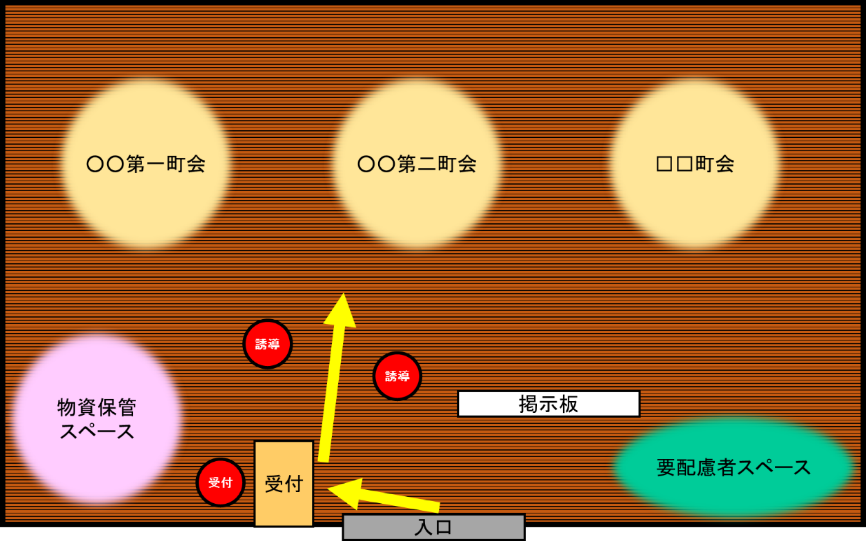 〇〇第一町会
〇〇第二町会
□□町会
誘導
誘導
掲示板
物資保管
スペース
要配慮者スペース
受付
受付
入口